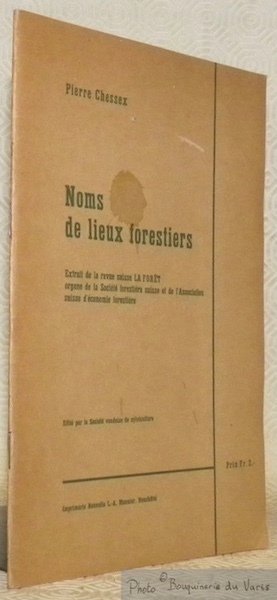 Pierre Chessex
Noms
de lieux forestiers
Extrait de la revue suisse LA FORÊT
organe de la Société forestière suisse et de l'Association
suisse d'économie forestière
Edité par la Société vaudoise de sylviculture
Prix Fr. 2.
Imprimerie Nouvelle L.-A. Monnier, Neuchâtel
Photo © Bouquinerie du Varis